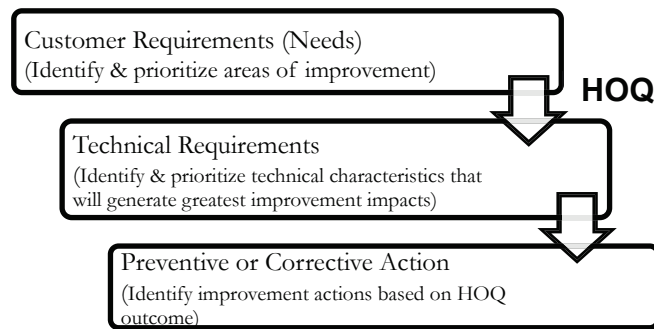 Customer Requirements (Needs)
(Identify & prioritize areas of improvement)
HOQ
Technical Requirements
(Identify & prioritize technical characteristics that
will generate greatest improvement impacts)
Preventive or Corrective Action
(Identify improvement actions based on HOQ
outcome)